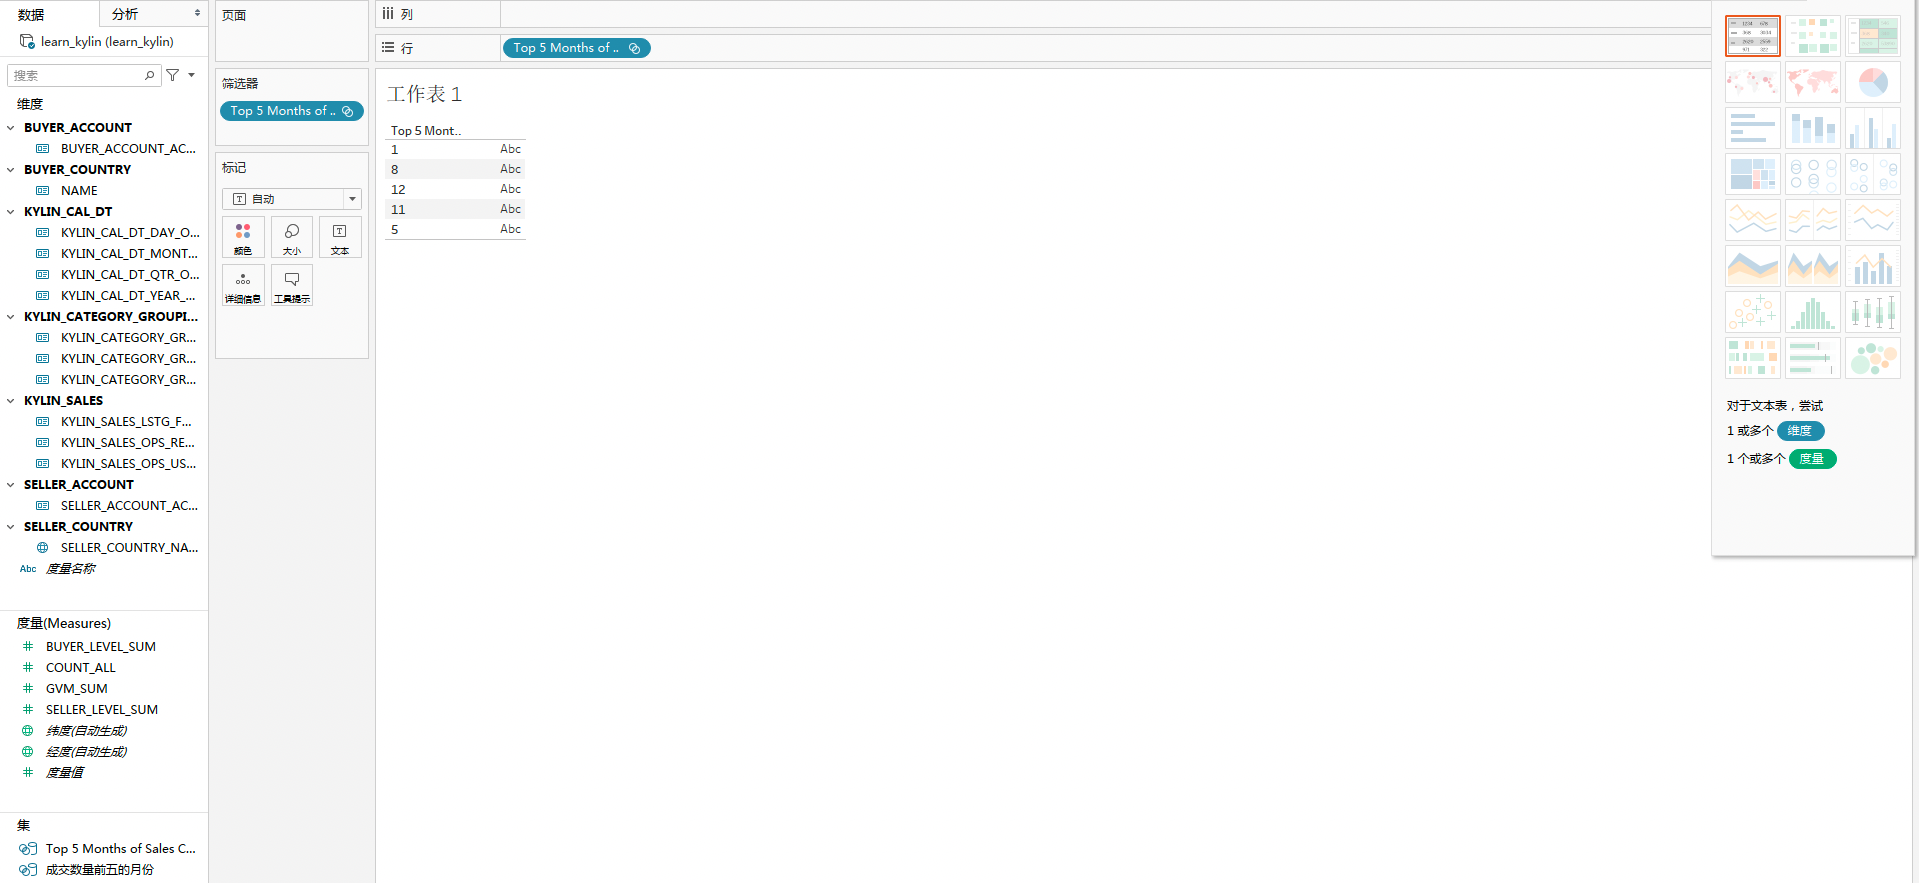 数据
分析
learn_kylin (learn_kylin)
搜索
维度
BUYER_ACCOUNT
BUYER_ACCOUNT_AC...
BUYER_COUNTRY
NAME
KYLIN_CAL_DT
KYLIN_CAL_DT_DAY_O...
KYLIN_CAL_DT_MONT...
KYLIN_CAL_DT_QTR_O...
KYLIN_CAL_DT_YEAR_...
KYLIN_CATEGORY_GROUPI...
KYLIN_CATEGORY_GR...
KYLIN_CATEGORY_GR...
KYLIN_CATEGORY_GR...
KYLIN_SALES
KYLIN_SALES_LSTG_F...
KYLIN_SALES_OPS_RE...
KYLIN_SALES_OPS_US...
SELLER_ACCOUNT
SELLER_ACCOUNT_AC...
SELLER_COUNTRY
SELLER_COUNTRY_NA...
Abc 度量名称
度量(Measures)
BUYER_LEVEL_SUM
COUNT_ALL
GVM_SUM
SELLER_LEVEL_SUM
纬度(自动生成)
经度(自动生成)
度量值
集
Top 5 Months of Sales C...
成交数量前五的月份
页面
筛选器
Top 5 Months of ..
标记
自动
颜色
大小
文本
详细信息
工具提示
列
行
Top 5 Months of ..
工作表 1
Top 5 Mont..
1 Abc
8 Abc
12 Abc
11 Abc
5 Abc
对于文本表，尝试
1 或多个 维度
1 个或多个 度量